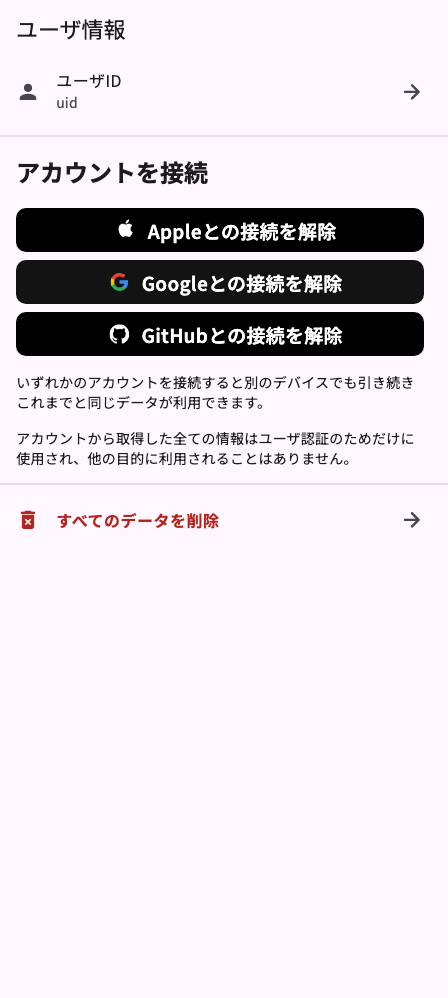 ユーザ情報
ユーザID
uid
アカウントを接続
Appleとの接続を解除
Googleとの接続を解除
GitHubとの接続を解除
いずれかのアカウントを接続すると別のデバイスでも引き続き
これまでと同じデータが利用できます。
アカウントから取得した全ての情報はユーザ認証のためだけに
使用され、他の目的に利用されることはありません。
すべてのデータを削除